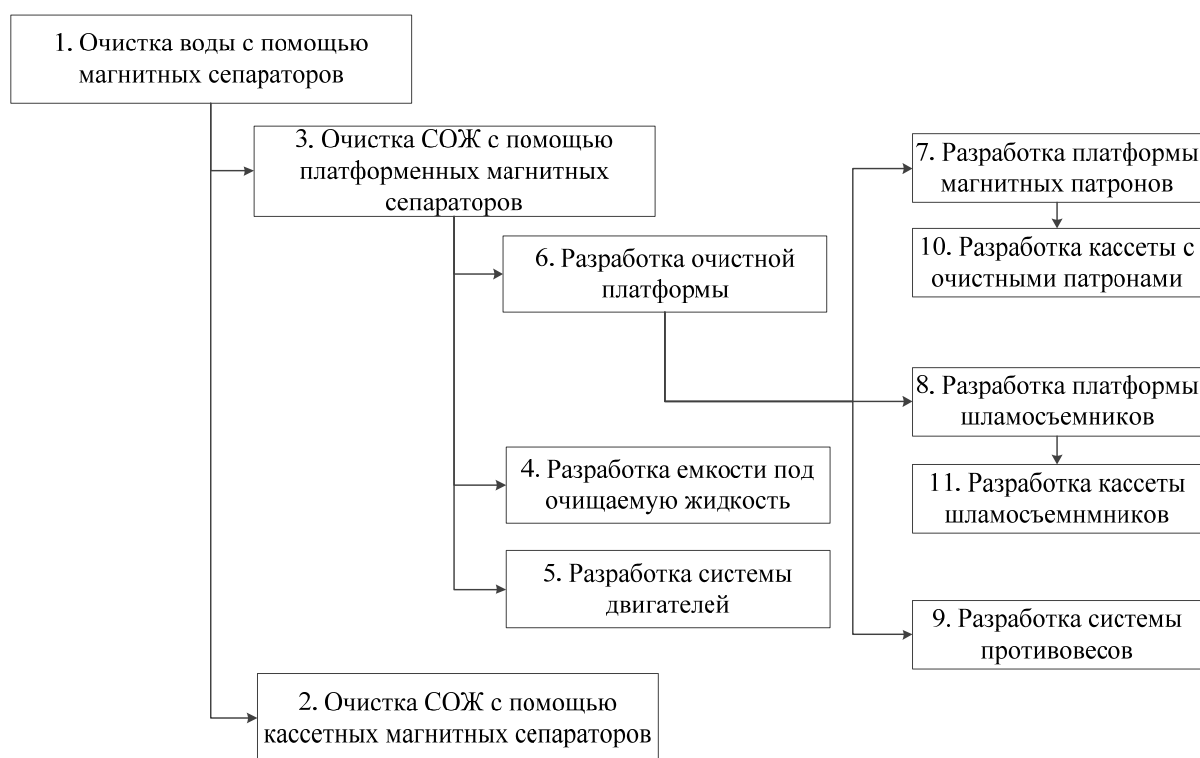 1. Очистка воды с помощью
магнитных сепараторов
3. Очистка СОЖ с помощью
платформенных магнитных
сепараторов
6. Разработка очистной
платформы
4. Разработка емкости под
очищаемую жидкость
5. Разработка системы
двигателей
2. Очистка СОЖ с помощью
кассетных магнитных сепараторов
7. Разработка платформы
магнитных патронов
10. Разработка кассеты с
очистными патронами
8. Разработка платформы
шламосъемников
11. Разработка кассеты
шламосъемнмников
9. Разработка системы
противовесов